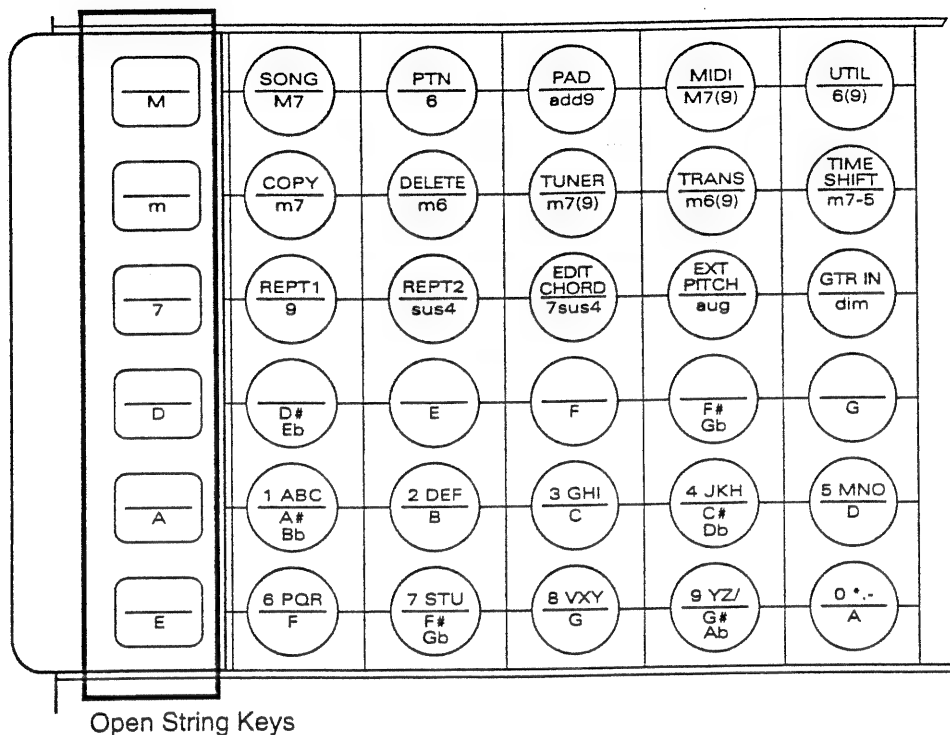 M
SONG
M7
PTN
6
PAD
add9
MIDI
M7(9)
UTIL
6(9)
m
COPY
m7
DELETE
m6
TUNER
m7(9)
TRANS
m6(9)
TIME
SHIFT
m7-5
7
REPT1
9
REPT2
sus4
EDIT
CHORD
7sus4
EXT
PITCH
aug
GTR IN
dim
D
D#
Eb
E
F
F#
Gb
G
A
1 ABC
A#
Bb
2 DEF
B
3 GHI
C
4 JKH
C#
Db
5 MNO
D
E
6 PQR
F
7 STU
F#
Gb
8 VXY
G
9 YZ/
G#
Ab
0 *.-
A
Open String Keys